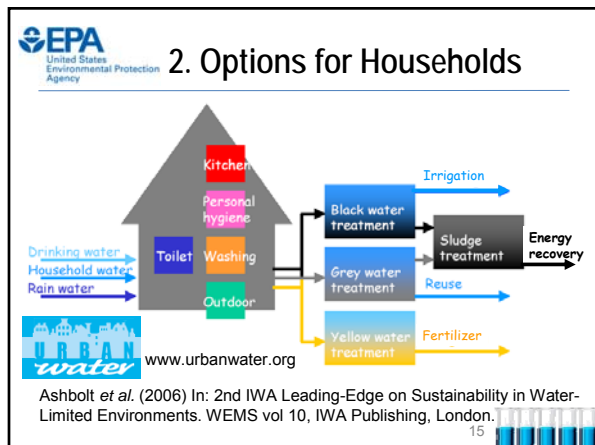 EPA
United States
Environmental Protection
Agency
2. Options for Households
Kitchen
Personal
hygiene
Toilet
Washing
Outdoor
Drinking water
Household water
Rain water
Black water
treatment
Grey water
treatment
Yellow water
treatment
Irrigation
Sludge
treatment
Energy
recovery
Reuse
Fertilizer
URBAN
water
www.urbanwater.org
Ashbolt et al. (2006) In: 2nd IWA Leading-Edge on Sustainability in Water-
Limited Environments. WEMS vol 10, IWA Publishing, London.
15